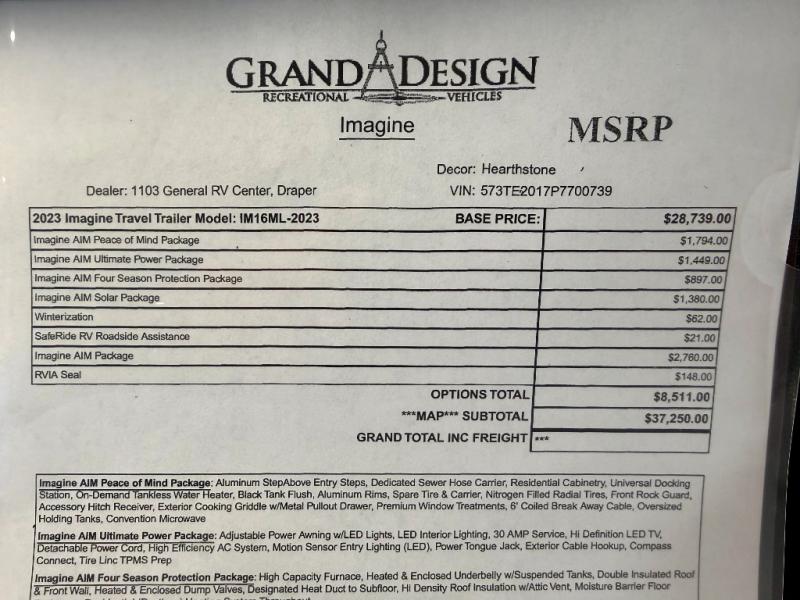 GRAND DESIGN
RECREATIONAL VEHICLES
Imagine
MSRP
Decor: Hearthstone
Dealer: 1103 General RV Center, Draper
VIN: 573TE2017P7700739
2023 Imagine Travel Trailer Model: IM16ML-2023 BASE PRICE: $28,739.00
Imagine AIM Peace of Mind Package $1,794.00
Imagine AIM Ultimate Power Package $1,449.00
Imagine AIM Four Season Protection Package $897.00
Imagine AIM Solar Package $1,380.00
Winterization $62.00
SafeRide RV Roadside Assistance $21.00
Imagine AIM Package $2,760.00
RVIA Seal $148.00
OPTIONS TOTAL $8,511.00
***MAP*** SUBTOTAL $37,250.00
GRAND TOTAL INC FREIGHT ***
Imagine AIM Peace of Mind Package: Aluminum StepAbove Entry Steps, Dedicated Sewer Hose Carrier, Residential Cabinetry, Universal Docking
Station, On-Demand Tankless Water Heater, Black Tank Flush, Aluminum Rims, Spare Tire & Carrier, Nitrogen Filled Radial Tires, Front Rock Guard,
Accessory Hitch Receiver, Exterior Cooking Griddle w/Metal Pullout Drawer, Premium Window Treatments, 6' Coiled Break Away Cable, Oversized
Holding Tanks, Convention Microwave
Imagine AIM Ultimate Power Package: Adjustable Power Awning w/LED Lights, LED Interior Lighting, 30 AMP Service, Hi Definition LED TV,
Detachable Power Cord, High Efficiency AC System, Motion Sensor Entry Lighting (LED), Power Tongue Jack, Exterior Cable Hookup, Compass
Connect, Tire Linc TPMS Prep
Imagine AIM Four Season Protection Package: High Capacity Furnace, Heated & Enclosed Underbelly w/Suspended Tanks, Double Insulated Roof
& Front Wall, Heated & Enclosed Dump Valves, Designated Heat Duct to Subfloor, Hi Density Roof Insulation w/Attic Vent, Moisture Barrier Floor